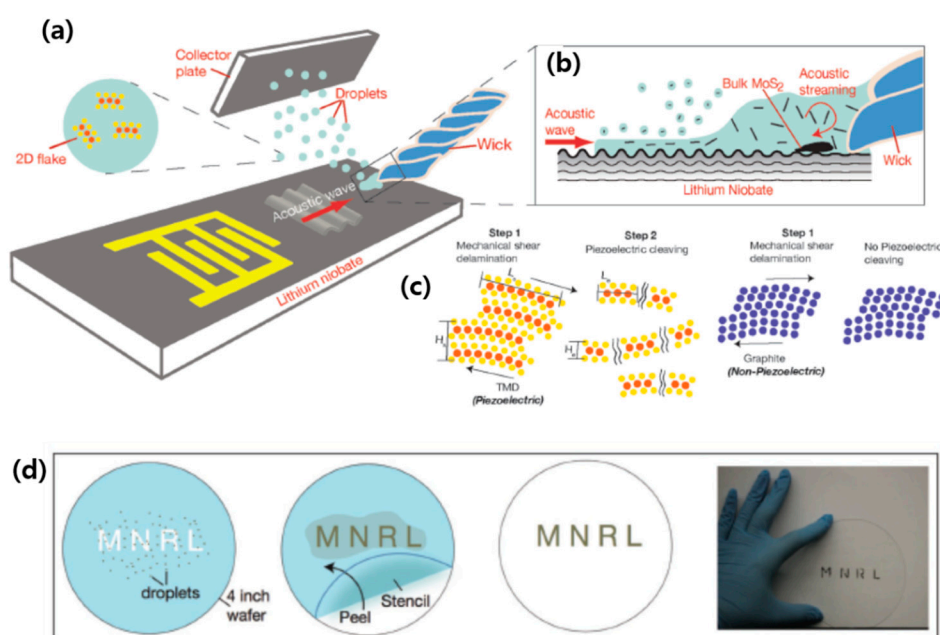 (a)
Collector
plate
Droplets
2D flake
Wick
Acoustic wave
Lithium niobate
(b)
Bulk MoS₂
Acoustic
streaming
Acoustic
wave
Wick
Lithium Niobate
(c)
Step 1
Mechanical shear
delamination
Step 2
Piezoelectric cleaving
TMD
(Piezoelectric)
Step 1
Mechanical shear
delamination
No Piezoelectric
cleaving
Graphite
(Non-Piezoelectric)
(d)
MNRL
droplets
4 inch
wafer
MNRL
Peel
Stencil
MNRL
MNRL